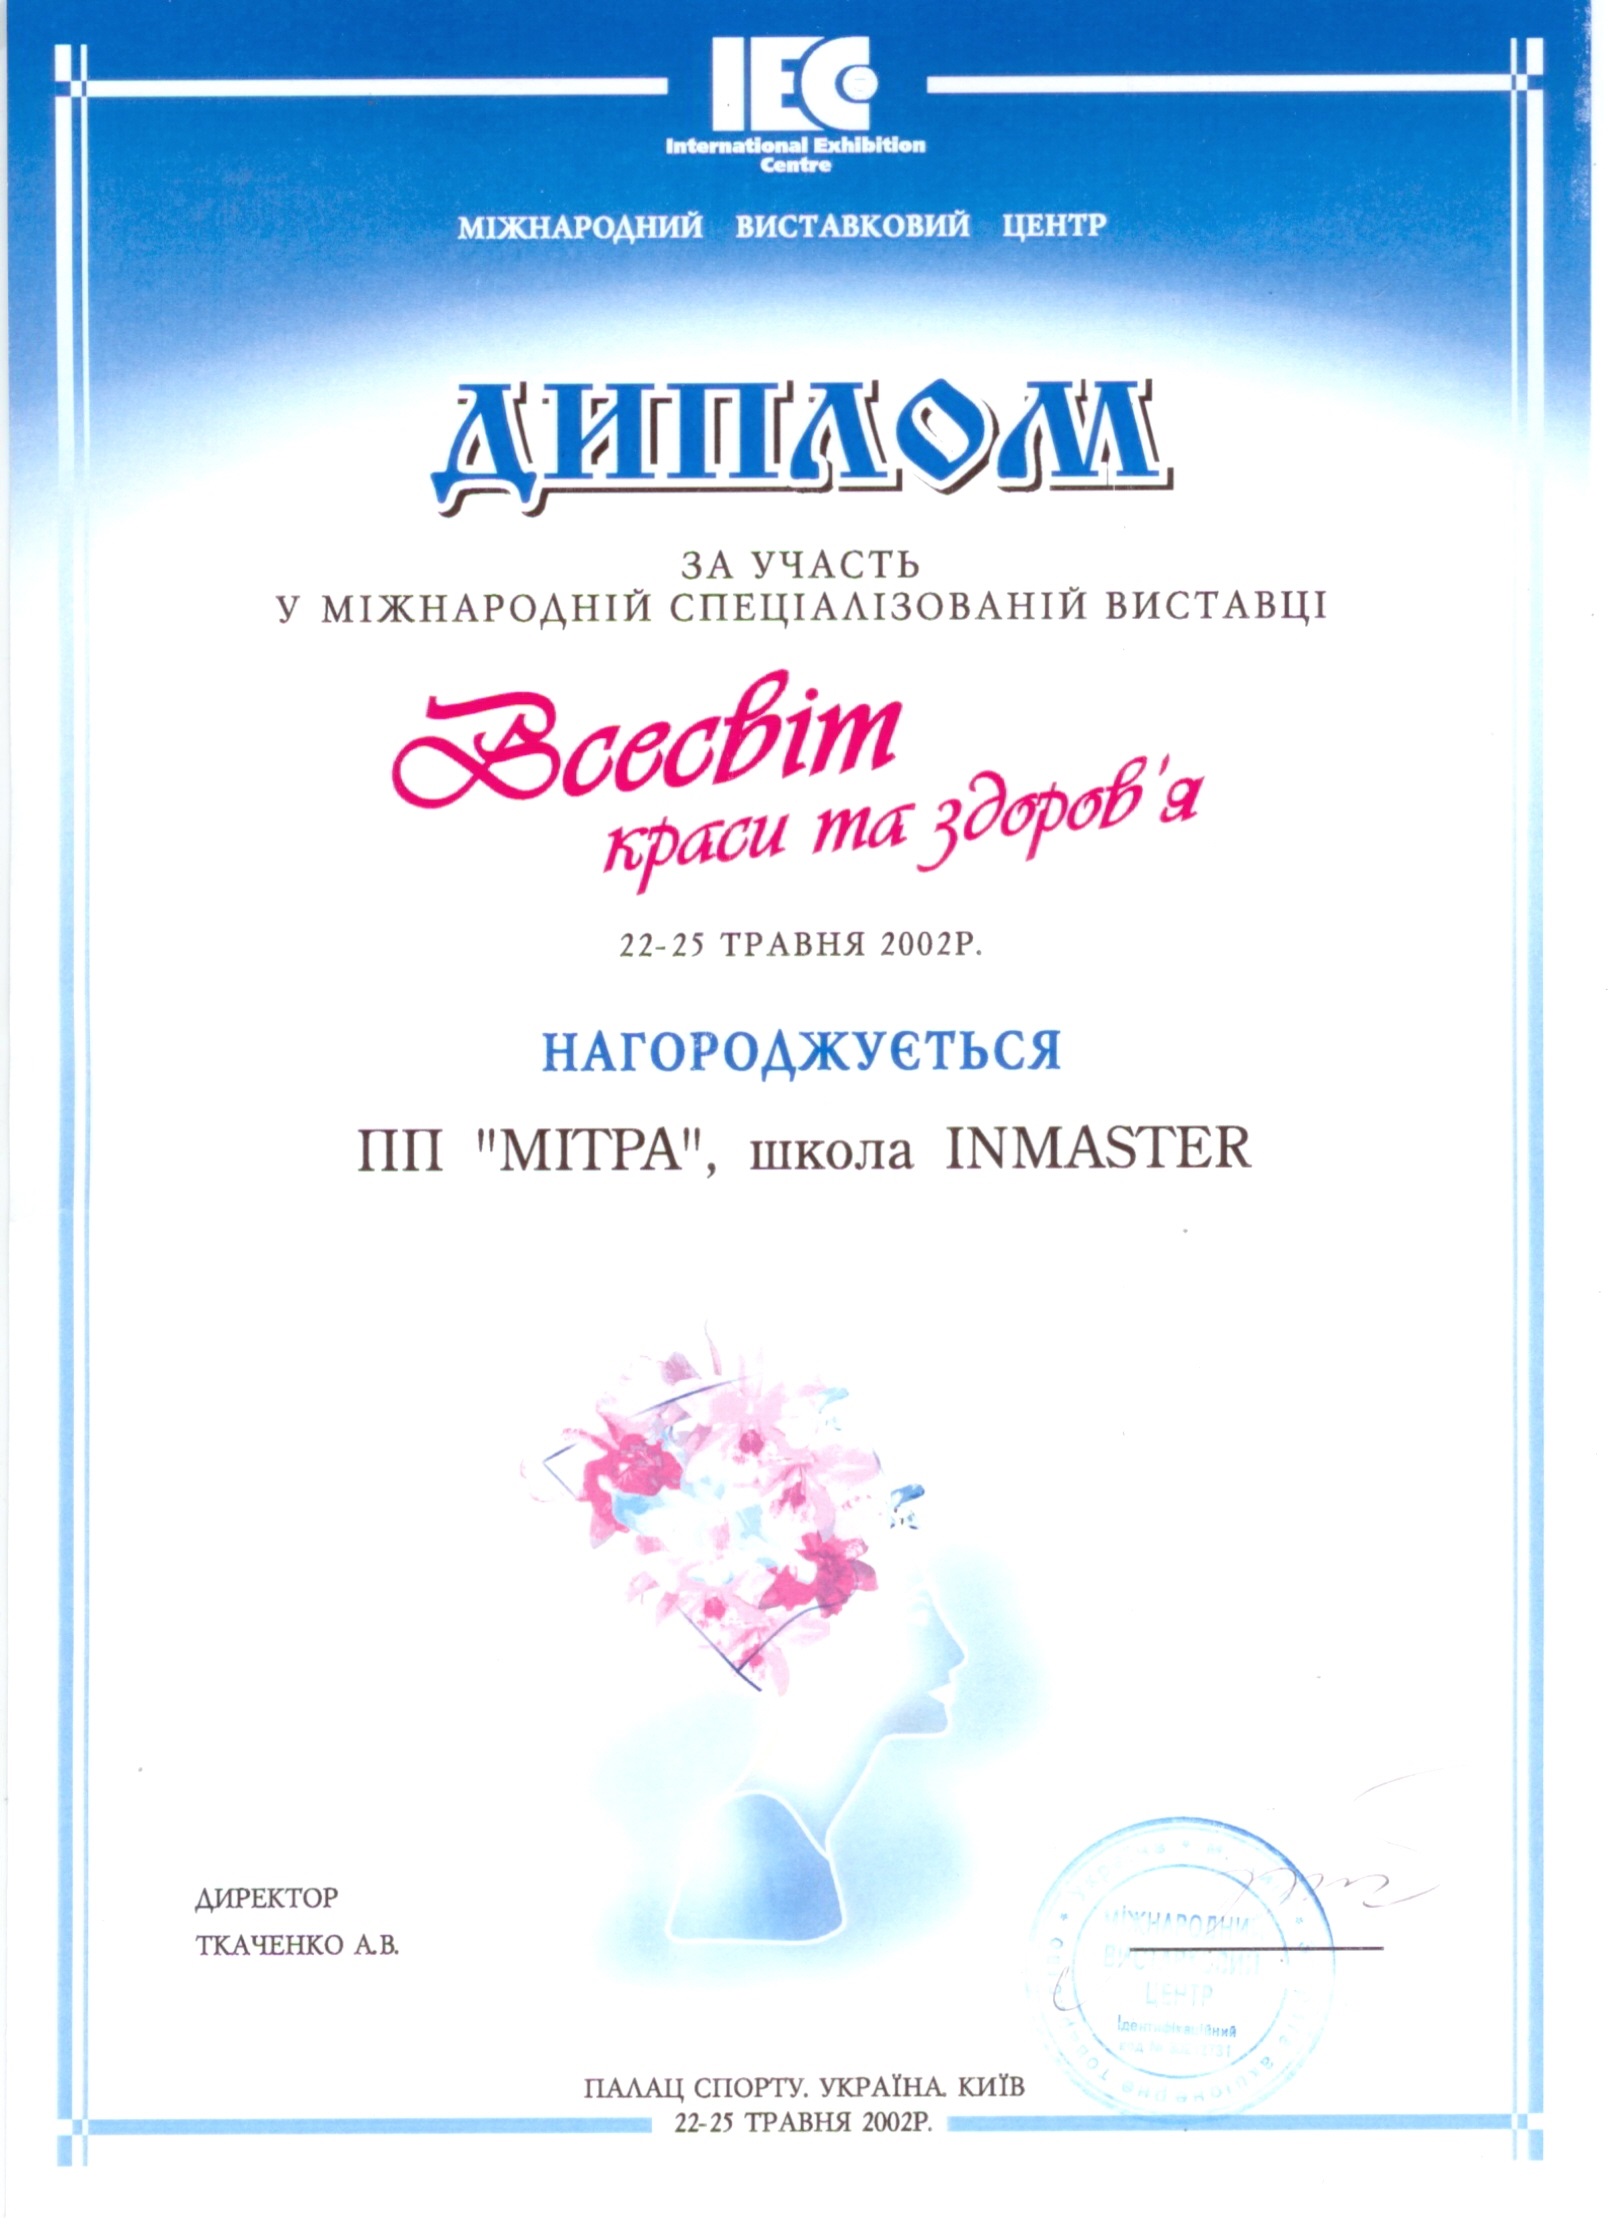 IEC
International Exhibition
Centre
МІЖНАРОДНИЙ ВИСТАВКОВИЙ ЦЕНТР
ДИПЛОМ
ЗА УЧАСТЬ
У МІЖНАРОДНІЙ СПЕЦІАЛІЗОВАНІЙ ВИСТАВЦІ
Всесвіт
краси та здоров'я
22-25 ТРАВНЯ 2002Р.
НАГОРОДЖУЄТЬСЯ
ПП "МІТРА", школа INMASTER
ДИРЕКТОР
ТКАЧЕНКО А.В.
МІЖНАРОДНИЙ
ВИСТАВКОВИЙ
ЦЕНТР
Ідентифікаційний
ПАЛАЦ СПОРТУ. УКРАЇНА. КИЇВ
22-25 ТРАВНЯ 2002Р.